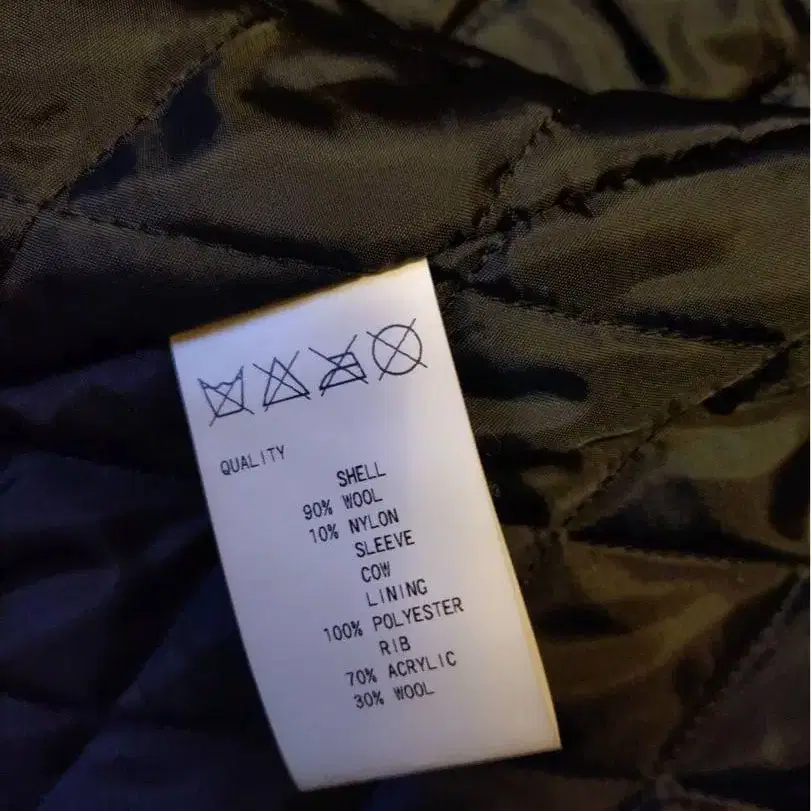 QUALITY
SHELL
90% WOOL
10% NYLON
SLEEVE
COW
LINING
100% POLYESTER
RIB
70% ACRYLIC
30% WOOL